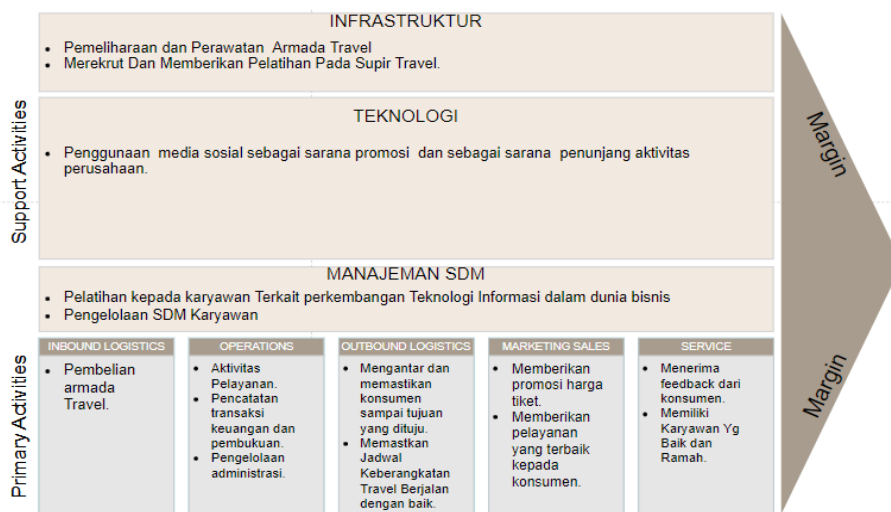 INFRASTRUKTUR
• Pemeliharaan dan Perawatan Armada Travel
• Merekrut Dan Memberikan Pelatihan Pada Supir Travel.
Support Activities
TEKNOLOGI
• Penggunaan media sosial sebagai sarana promosi dan sebagai sarana penunjang aktivitas
perusahaan.
MANAJEMAN SDM
• Pelatihan kepada karyawan Terkait perkembangan Teknologi Informasi dalam dunia bisnis
• Pengelolaan SDM Karyawan
Primary Activities
INBOUND LOGISTICS
• Pembelian
armada
Travel.
OPERATIONS
• Aktivitas
Pelayanan.
• Pencatatan
transaksi
keuangan dan
pembukuan.
• Pengelolaan
administrasi.
OUTBOUND LOGISTICS
• Mengantar dan
memastikan
konsumen
sampai tujuan
yang dituju.
• Memastkan
Jadwal
Keberangkatan
Travel Berjalan
dengan baik.
MARKETING SALES
• Memberikan
promosi harga
tiket.
• Memberikan
pelayanan
yang terbaik
kepada
konsumen.
SERVICE
• Menerima
feedback dari
konsumen.
• Memiliki
Karyawan Yg
Baik dan
Ramah.
Margin
Margin